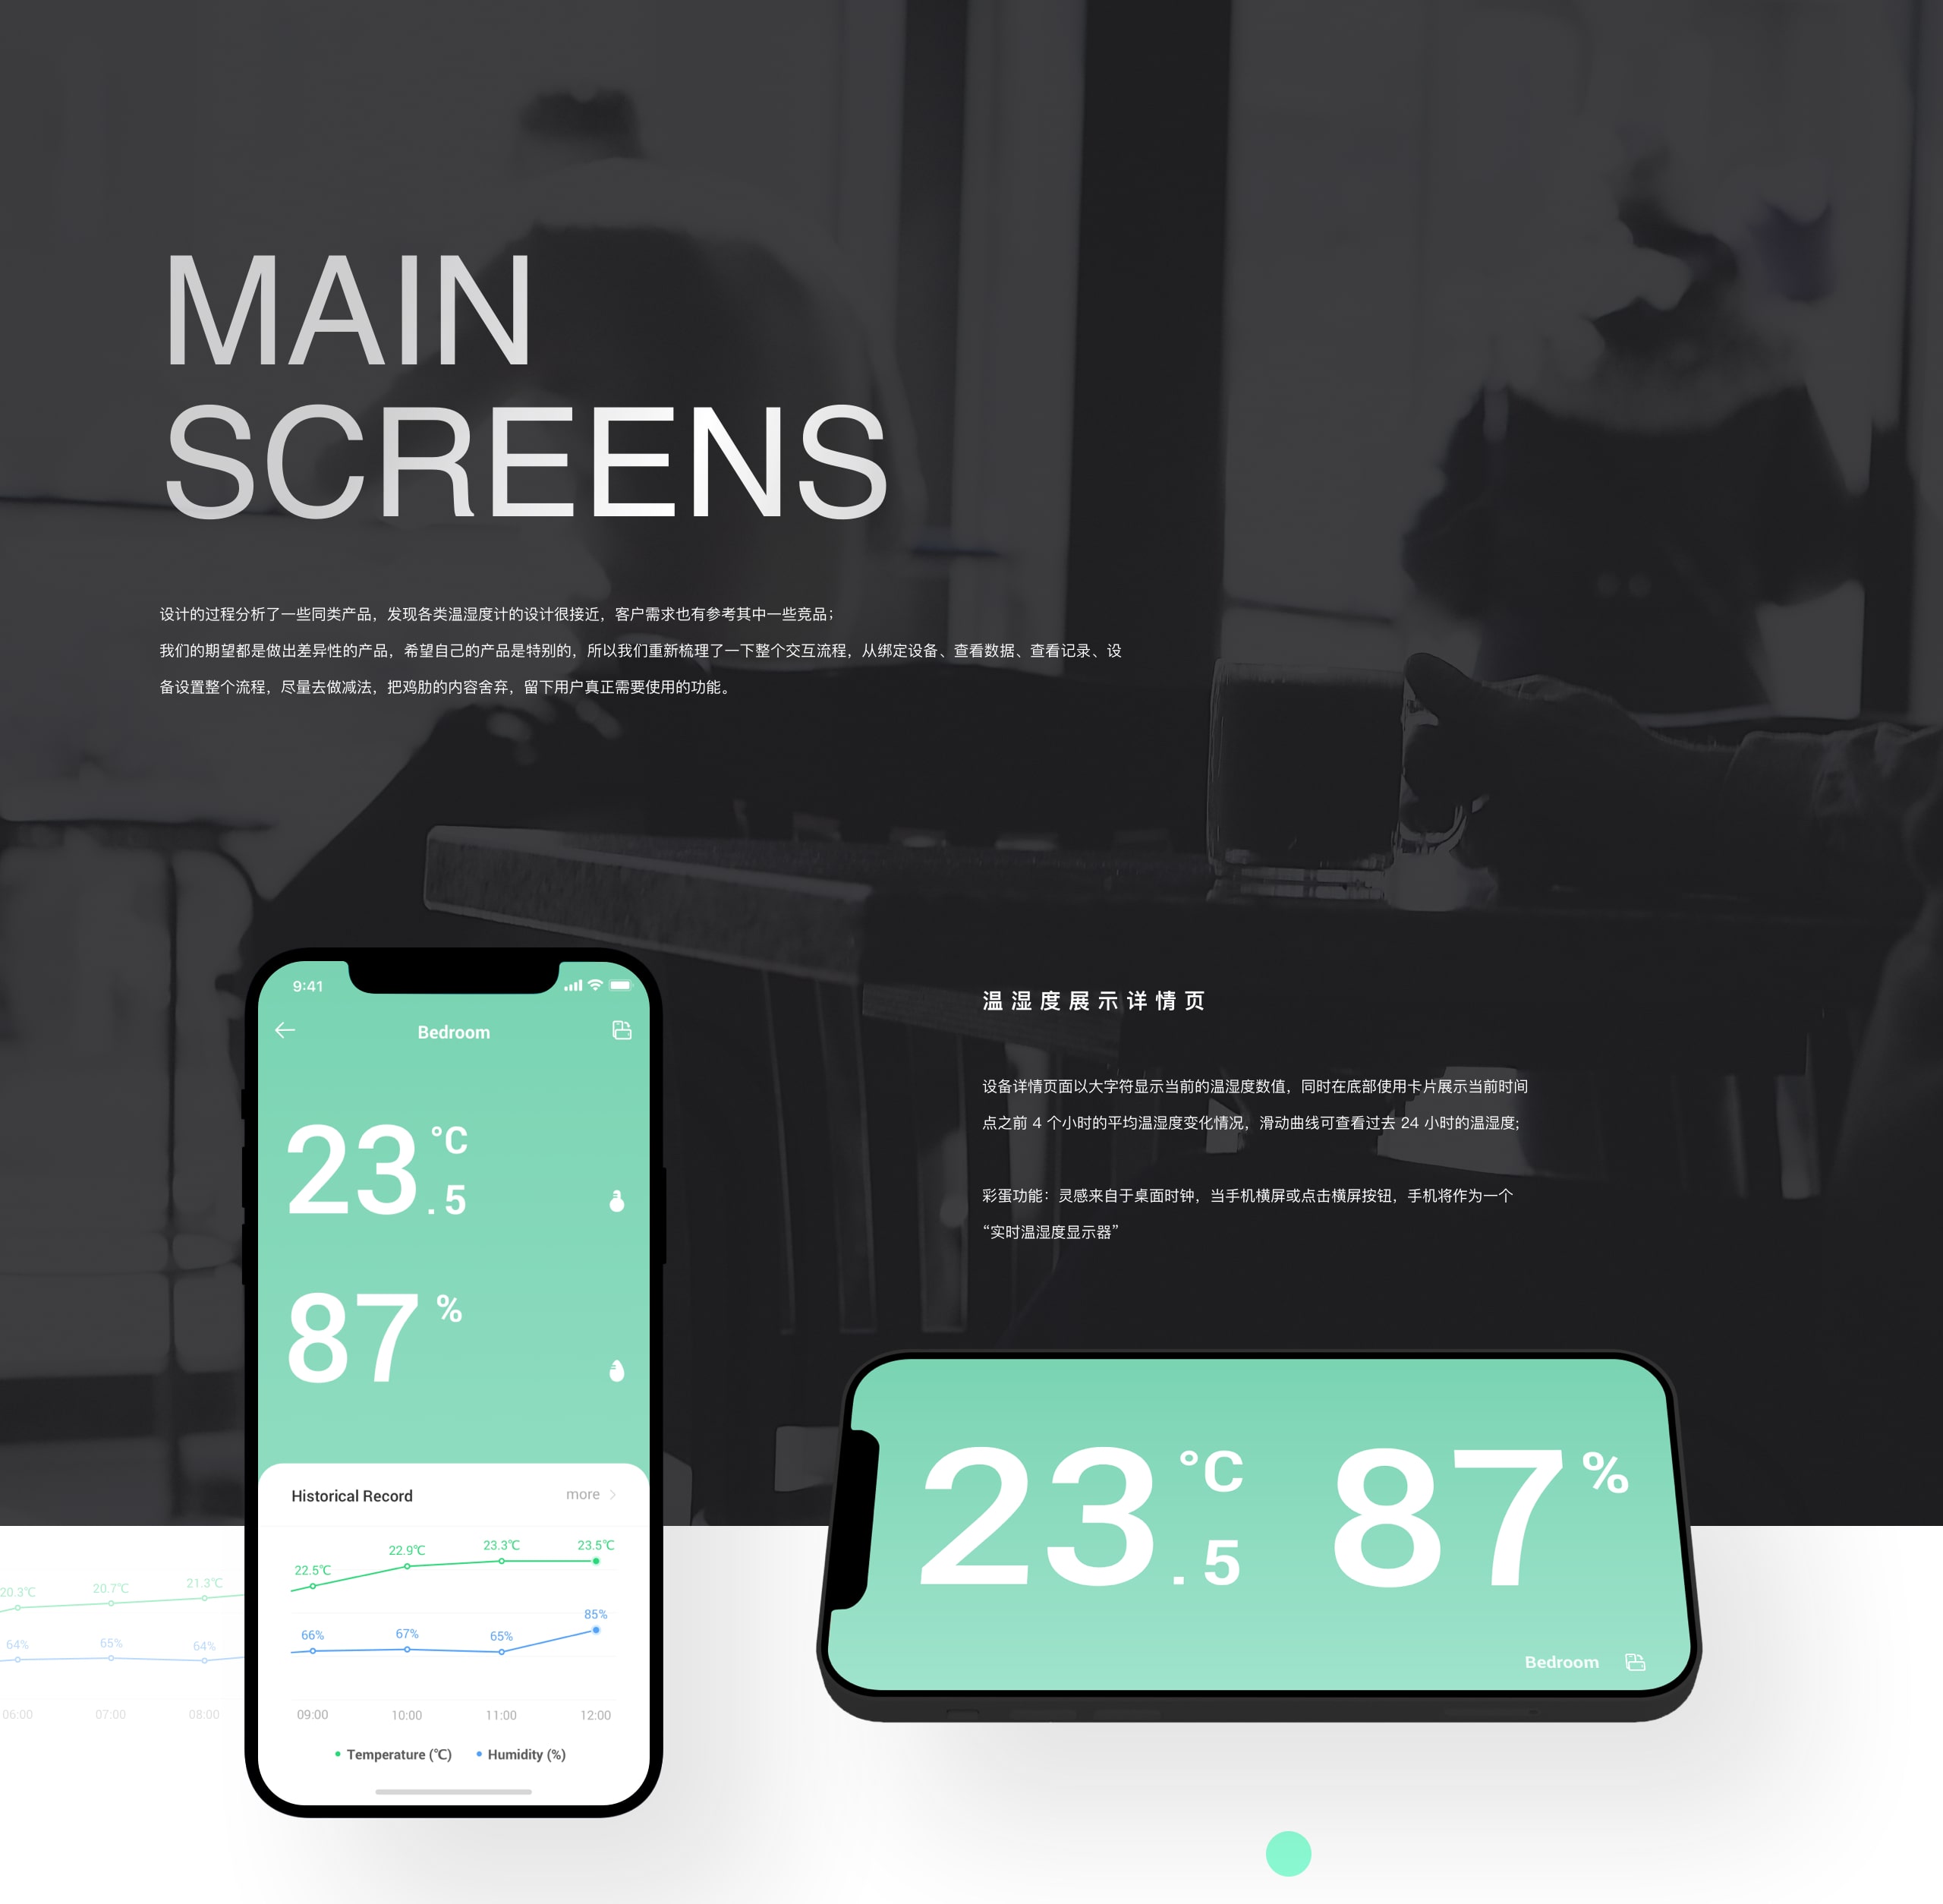 MAIN
SCREENS
设计的过程分析了一些同类产品，发现各类温湿度计的设计很接近，客户需求也有参考其中一些竞品；
我们的期望都是做出差异性的产品，希望自己的产品是特别的，所以我们重新梳理了一下整个交互流程，从绑定设备、查看数据、查看记录、设
备设置整个流程，尽量去做减法，把鸡肋的内容舍弃，留下用户真正需要使用的功能。
9:41
Bedroom
23.5 °C
87 %
Historical Record more
22.5℃ 22.9℃ 23.3℃ 23.5℃
66% 67% 65% 85%
09:00 10:00 11:00 12:00
Temperature (℃) Humidity (%)
20.3℃ 20.7℃ 21.3℃
64% 65% 64%
06:00 07:00 08:00
温湿度展示详情页
设备详情页面以大字符显示当前的温湿度数值，同时在底部使用卡片展示当前时间
点之前 4 个小时的平均温湿度变化情况，滑动曲线可查看过去 24 小时的温湿度；
彩蛋功能：灵感来自于桌面时钟，当手机横屏或点击横屏按钮，手机将作为一个
“实时温湿度显示器”
23.5 °C 87 %
Bedroom